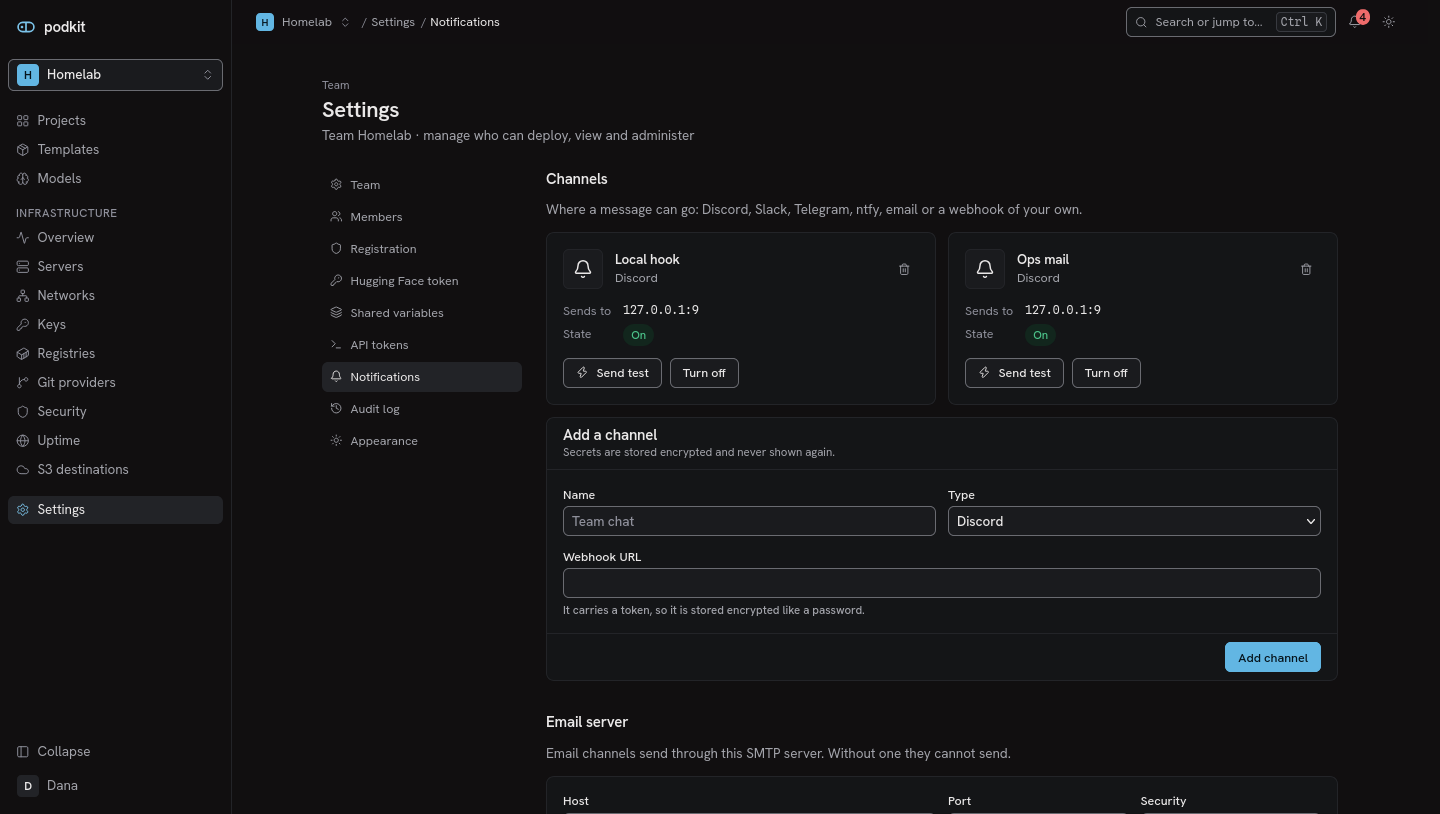 podkit
H Homelab
Projects
Templates
Models
INFRASTRUCTURE
Overview
Servers
Networks
Keys
Registries
Git providers
Security
Uptime
S3 destinations
Settings
Collapse
D Dana
H Homelab / Settings / Notifications
Search or jump to... Ctrl K
4
Team
Settings
Team Homelab · manage who can deploy, view and administer
Team
Members
Registration
Hugging Face token
Shared variables
API tokens
Notifications
Audit log
Appearance
Channels
Where a message can go: Discord, Slack, Telegram, ntfy, email or a webhook of your own.
Local hook
Discord
Sends to 127.0.0.1:9
State On
Send test Turn off
Ops mail
Discord
Sends to 127.0.0.1:9
State On
Send test Turn off
Add a channel
Secrets are stored encrypted and never shown again.
Name Type
Team chat Discord
Webhook URL
It carries a token, so it is stored encrypted like a password.
Add channel
Email server
Email channels send through this SMTP server. Without one they cannot send.
Host Port Security